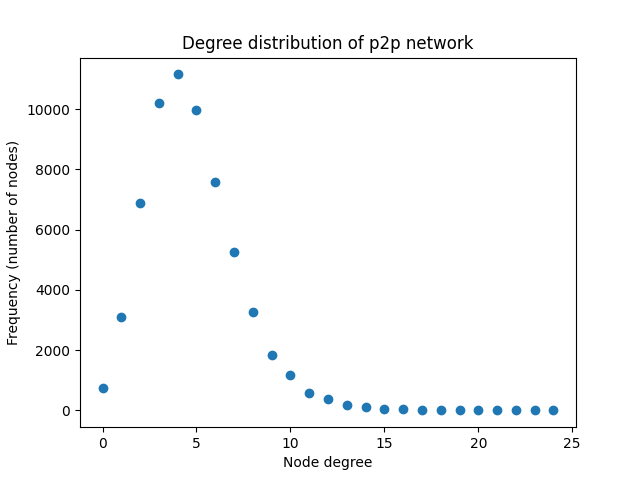 Degree distribution of p2p network
Frequency (number of nodes)
10000
8000
6000
4000
2000
0
0 5 10 15 20 25
Node degree